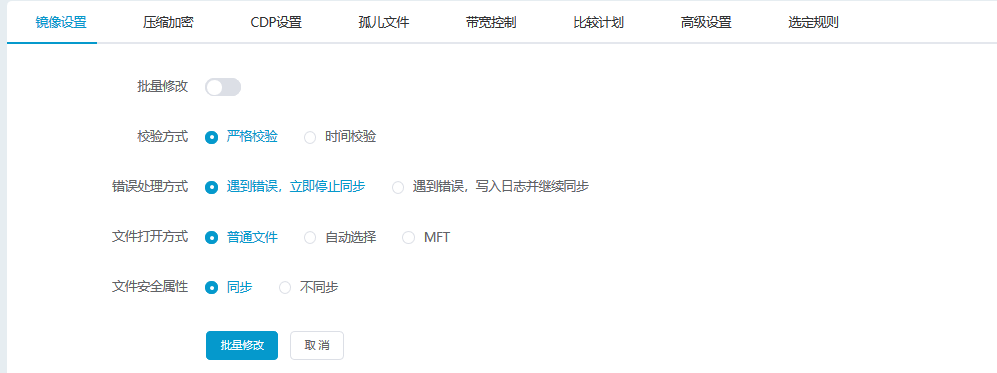 镜像设置 压缩加密 CDP设置 孤儿文件 带宽控制 比较计划 高级设置 选定规则
批量修改
校验方式 严格校验 时间校验
错误处理方式 遇到错误，立即停止同步 遇到错误，写入日志并继续同步
文件打开方式 普通文件 自动选择 MFT
文件安全属性 同步 不同步
批量修改 取 消